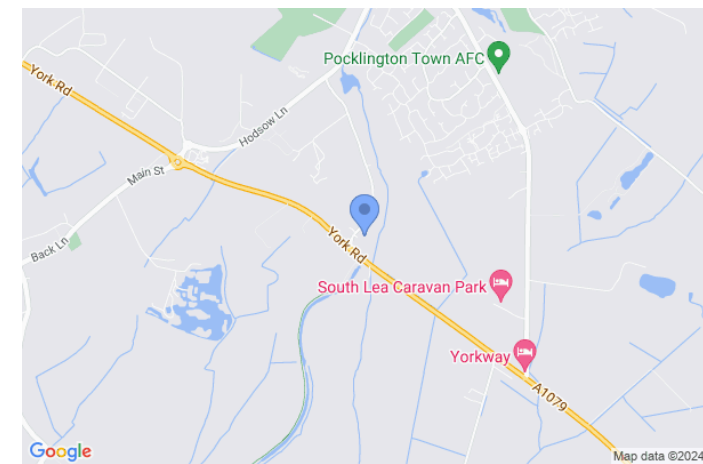 Pocklington Town AFC
York Rd
Hodsow Ln
Main St
Back Ln
York Rd
South Lea Caravan Park
Yorkway
A1079
Google
Map data ©2024